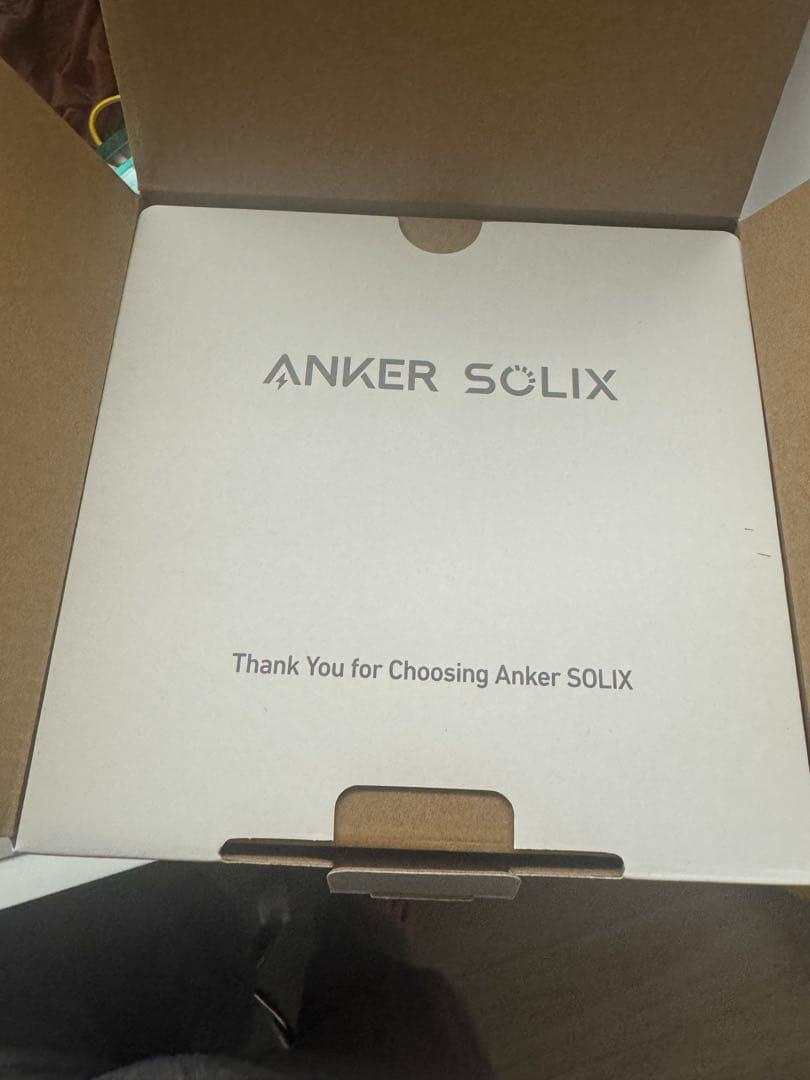 ANKER SOLIX
Thank You for Choosing Anker SOLIX